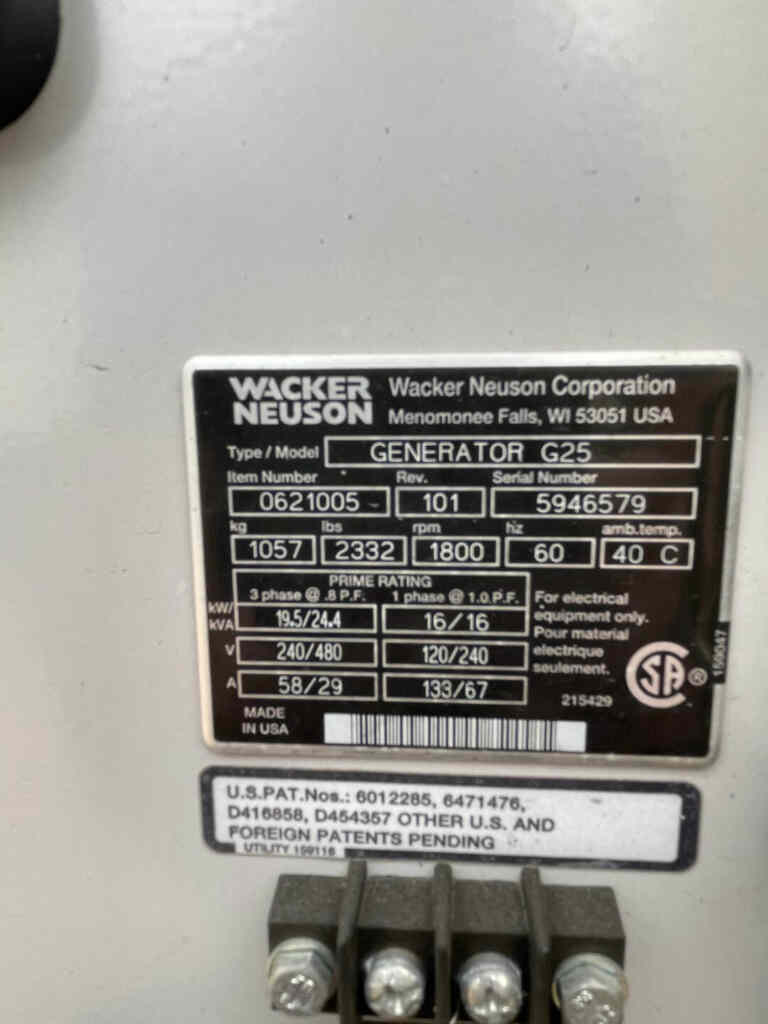 WACKER NEUSON
Wacker Neuson Corporation
Menomonee Falls, WI 53051 USA
Type / Model GENERATOR G25
Item Number Rev. Serial Number
0621005 101 5946579
kg lbs rpm hz amb.temp.
1057 2332 1800 60 40 C
PRIME RATING
3 phase @ .8 P.F. 1 phase @ 1.0.P.F.
kW/kVA 19.5/24.4 16/16
V 240/480 120/240
A 58/29 133/67
For electrical
equipment only.
Pour material
electrique
seulement.
215429
SA ®
159047
MADE
IN USA
U.S.PAT.Nos.: 6012285, 6471476,
D416858, D454357 OTHER U.S. AND
FOREIGN PATENTS PENDING
UTILITY 159116